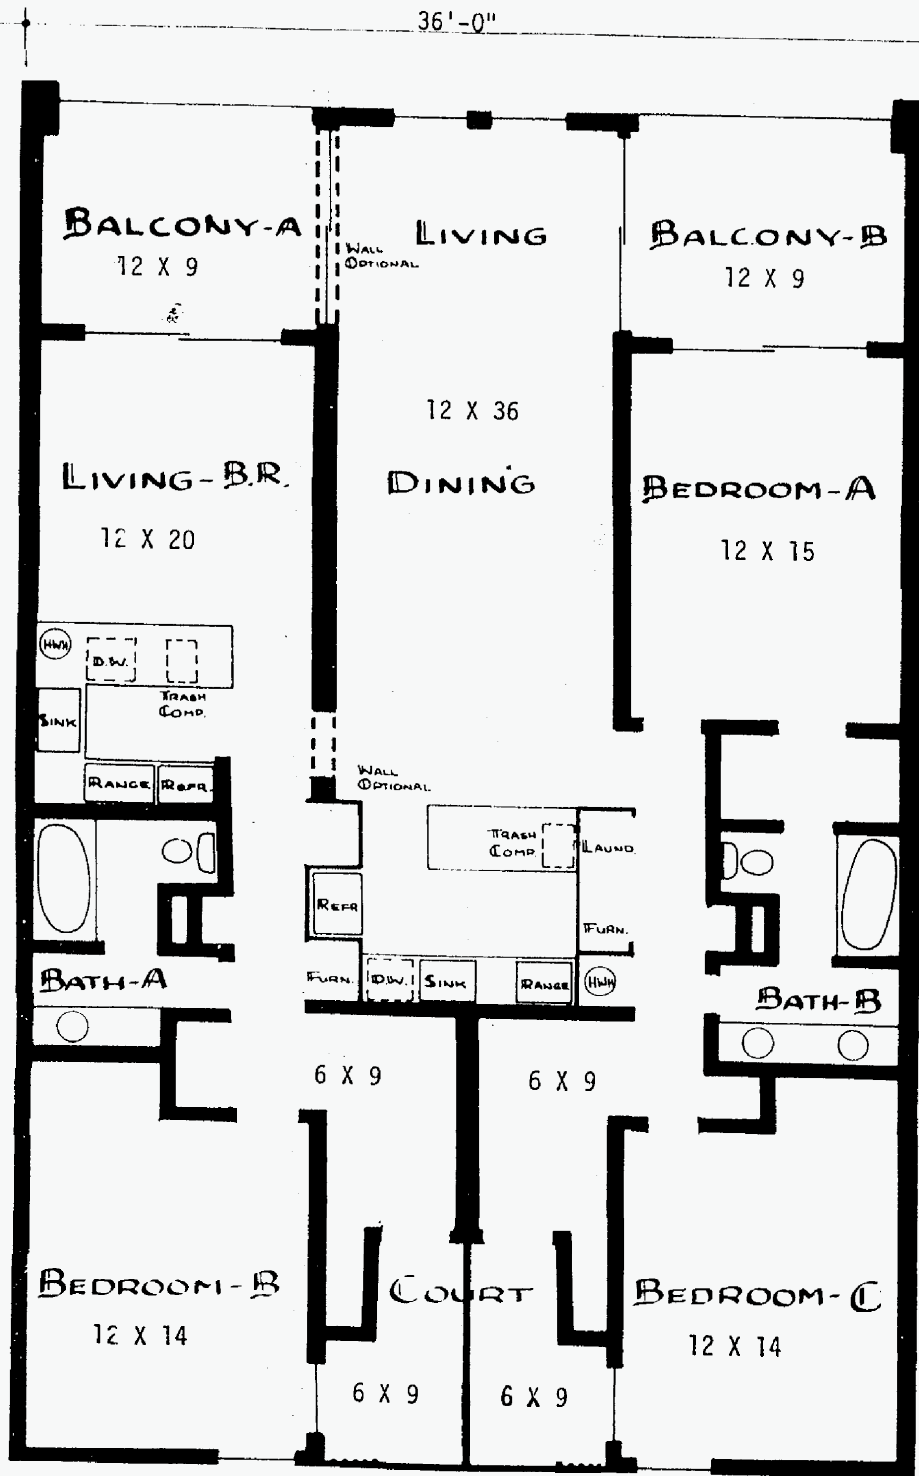 36'-0"
BALCONY-A
12 X 9
WALL
OPTIONAL
LIVING
BALCONY-B
12 X 9
12 X 36
LIVING-B.R.
12 X 20
DINING
BEDROOM-A
12 X 15
HWH
D.W.
TRASH
COMP.
SINK
RANGE
REFR.
WALL
OPTIONAL
TRASH
COMP.
LAUND.
REFR
FURN.
BATH-A
FURN.
D.W.
SINK
RANGE
HWH
BATH-B
6 X 9
6 X 9
BEDROOM-B
12 X 14
COURT
BEDROOM-C
12 X 14
6 X 9
6 X 9